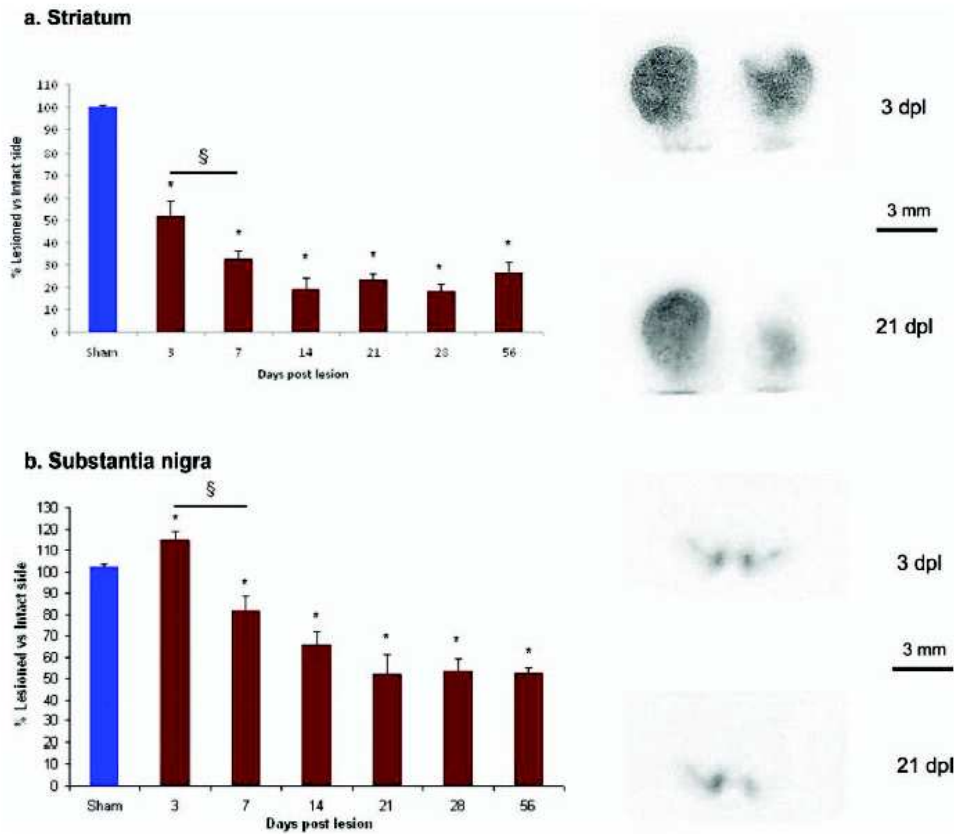 a. Striatum
% Lesioned vs Intact side
110
100
90
80
70
60
50
40
30
20
10
0
§
*
*
*
*
*
*
Sham 3 7 14 21 28 56
Days post lesion
3 dpl
3 mm
21 dpl
b. Substantia nigra
% Lesioned vs Intact side
130
120
110
100
90
80
70
60
50
40
30
20
10
0
§
*
*
*
*
*
*
Sham 3 7 14 21 28 56
Days post lesion
3 dpl
3 mm
21 dpl